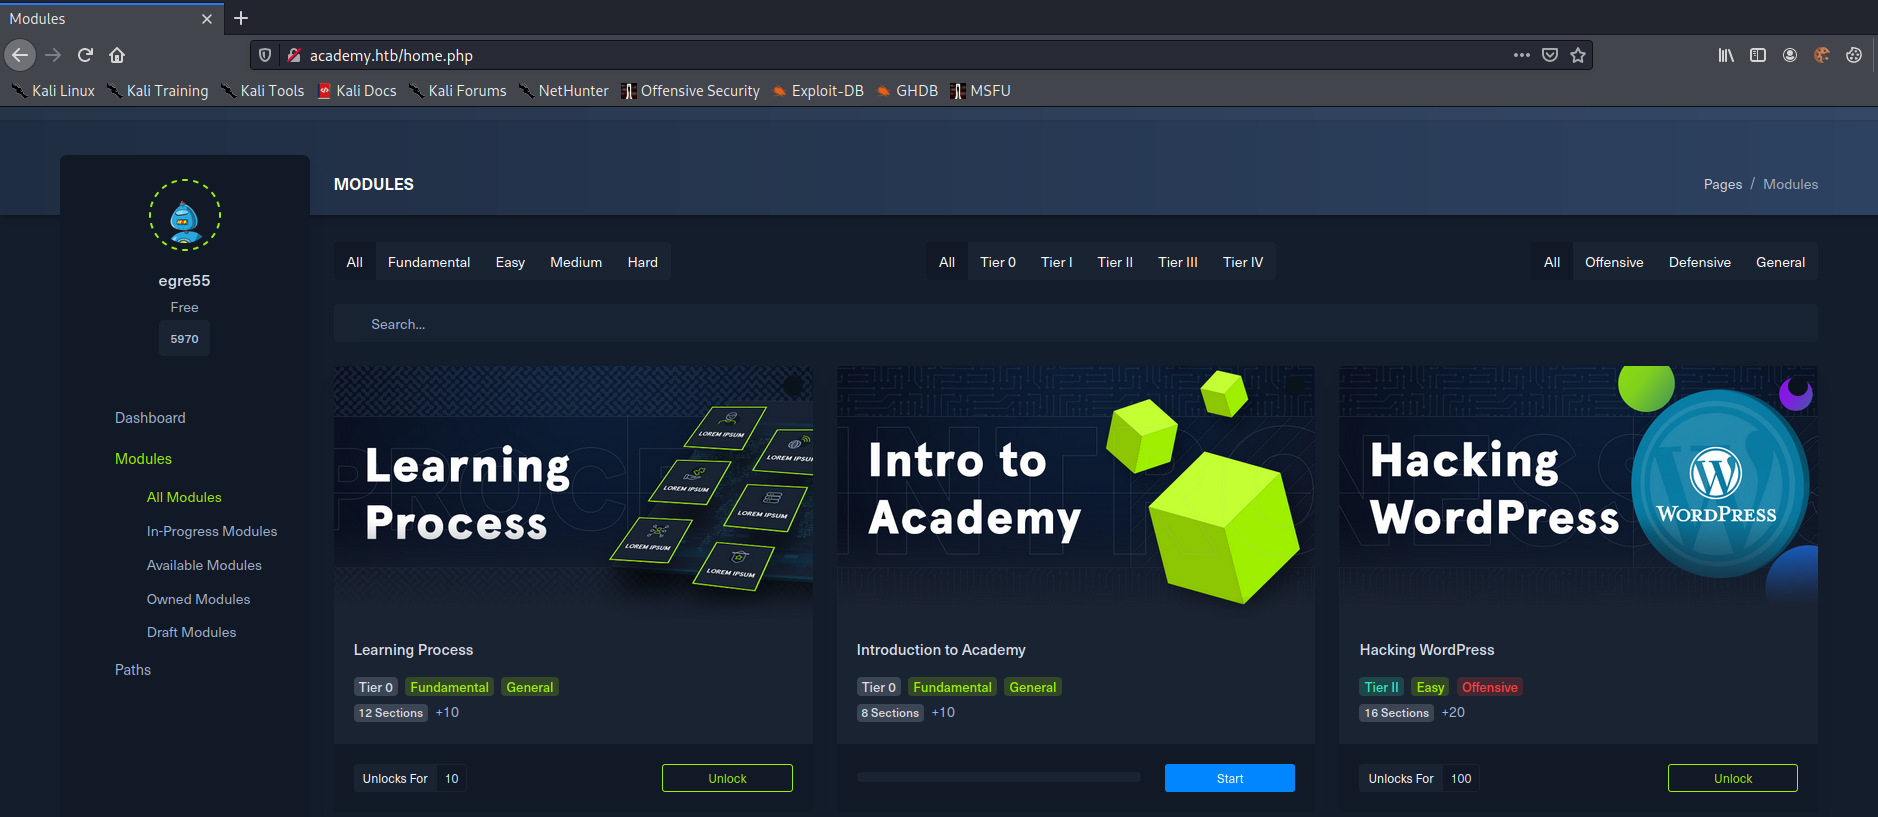 Modules
academy.htb/home.php
Kali Linux Kali Training Kali Tools Kali Docs Kali Forums NetHunter Offensive Security Exploit-DB GHDB MSFU
MODULES
Pages / Modules
egre55
Free
5970
Dashboard
Modules
All Modules
In-Progress Modules
Available Modules
Owned Modules
Draft Modules
Paths
All Fundamental Easy Medium Hard
All Tier 0 Tier I Tier II Tier III Tier IV
All Offensive Defensive General
Search...
Learning
Process
LOREM IPSUM
LOREM IPSUM
LOREM IPSUM
LOREM IPSUM
LOREM IPSUM
LOREM IPSUM
Learning Process
Tier 0 Fundamental General
12 Sections +10
Unlocks For 10 Unlock
Intro to
Academy
Introduction to Academy
Tier 0 Fundamental General
8 Sections +10
Start
Hacking
WordPress
WORDPRESS
Hacking WordPress
Tier II Easy Offensive
16 Sections +20
Unlocks For 100 Unlock